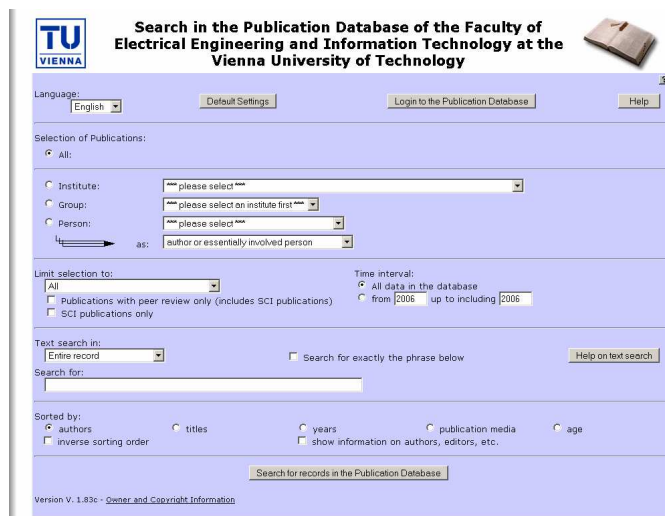 TU
VIENNA
Search in the Publication Database of the Faculty of
Electrical Engineering and Information Technology at the
Vienna University of Technology
Language:
English
Default Settings
Login to the Publication Database
Help
Selection of Publications:
All:
Institute: *** please select ***
Group: *** please select an institute first ***
Person: *** please select ***
as: author or essentially involved person
Limit selection to:
All
Publications with peer review only (includes SCI publications)
SCI publications only
Time interval:
All data in the database
from 2006 up to including 2006
Text search in:
Entire record
Search for exactly the phrase below
Help on text search
Search for:
Sorted by:
authors titles years publication media age
inverse sorting order show information on authors, editors, etc.
Search for records in the Publication Database
Version V. 1.83c - Owner and Copyright Information